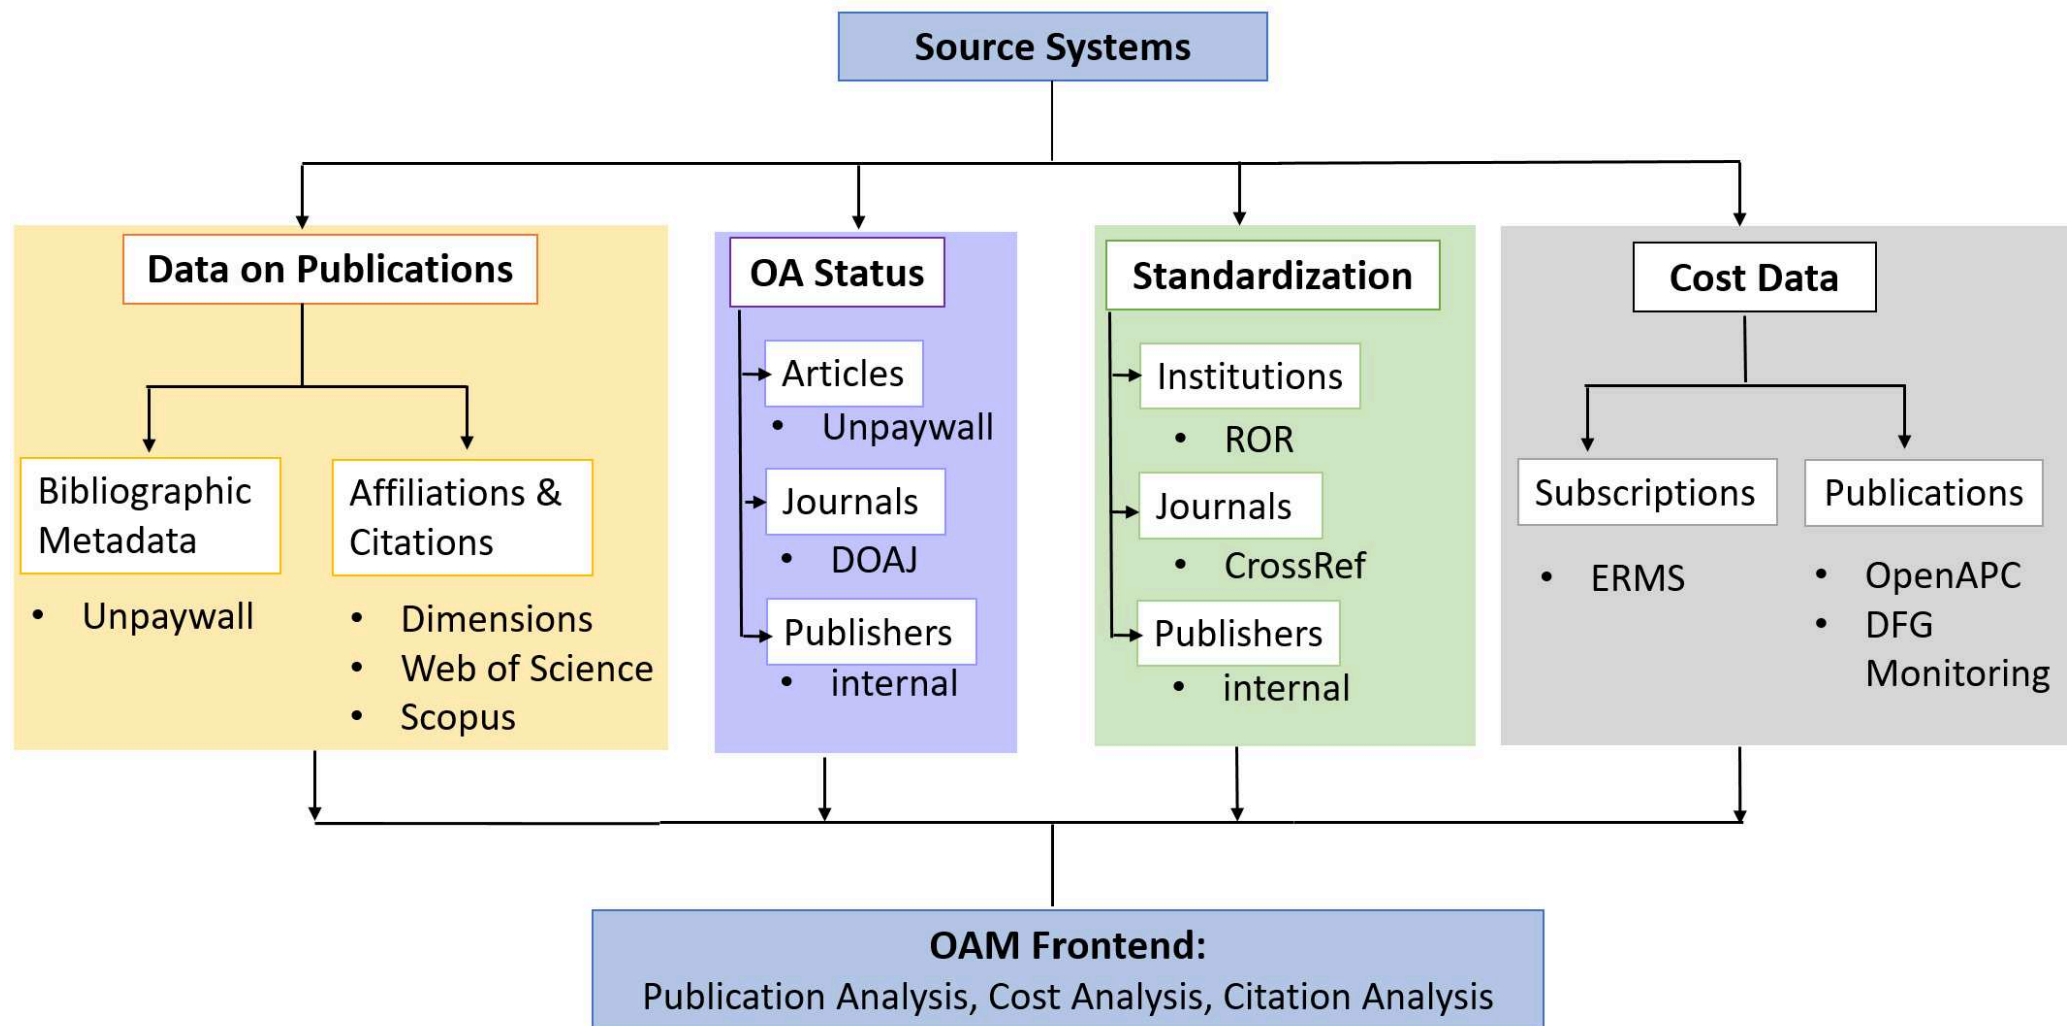 Source Systems
Data on Publications
Bibliographic
Metadata
• Unpaywall
Affiliations &
Citations
• Dimensions
• Web of Science
• Scopus
OA Status
Articles
• Unpaywall
Journals
• DOAJ
Publishers
• internal
Standardization
Institutions
• ROR
Journals
• CrossRef
Publishers
• internal
Cost Data
Subscriptions
• ERMS
Publications
• OpenAPC
• DFG
Monitoring
OAM Frontend:
Publication Analysis, Cost Analysis, Citation Analysis